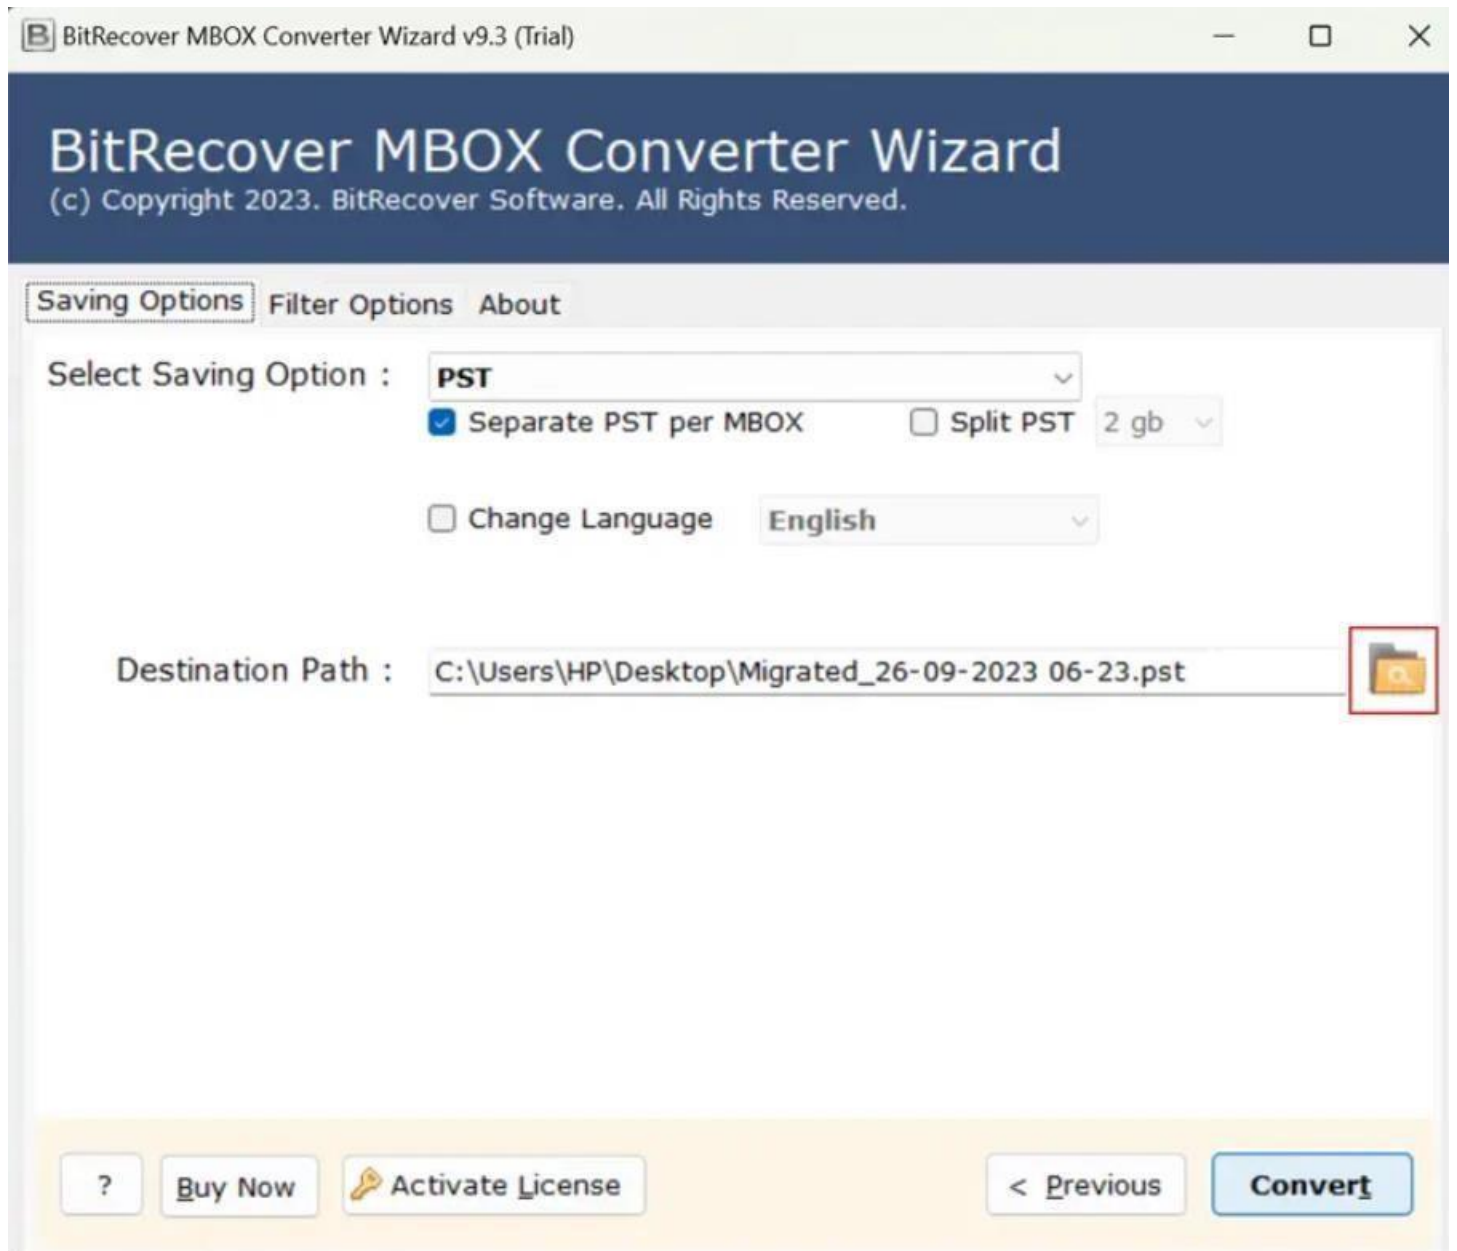 BitRecover MBOX Converter Wizard v9.3 (Trial)
BitRecover MBOX Converter Wizard
(c) Copyright 2023. BitRecover Software. All Rights Reserved.
Saving Options Filter Options About
Select Saving Option : PST
Separate PST per MBOX Split PST 2 gb
Change Language English
Destination Path : C:\Users\HP\Desktop\Migrated_26-09-2023 06-23.pst
? Buy Now Activate License < Previous Convert